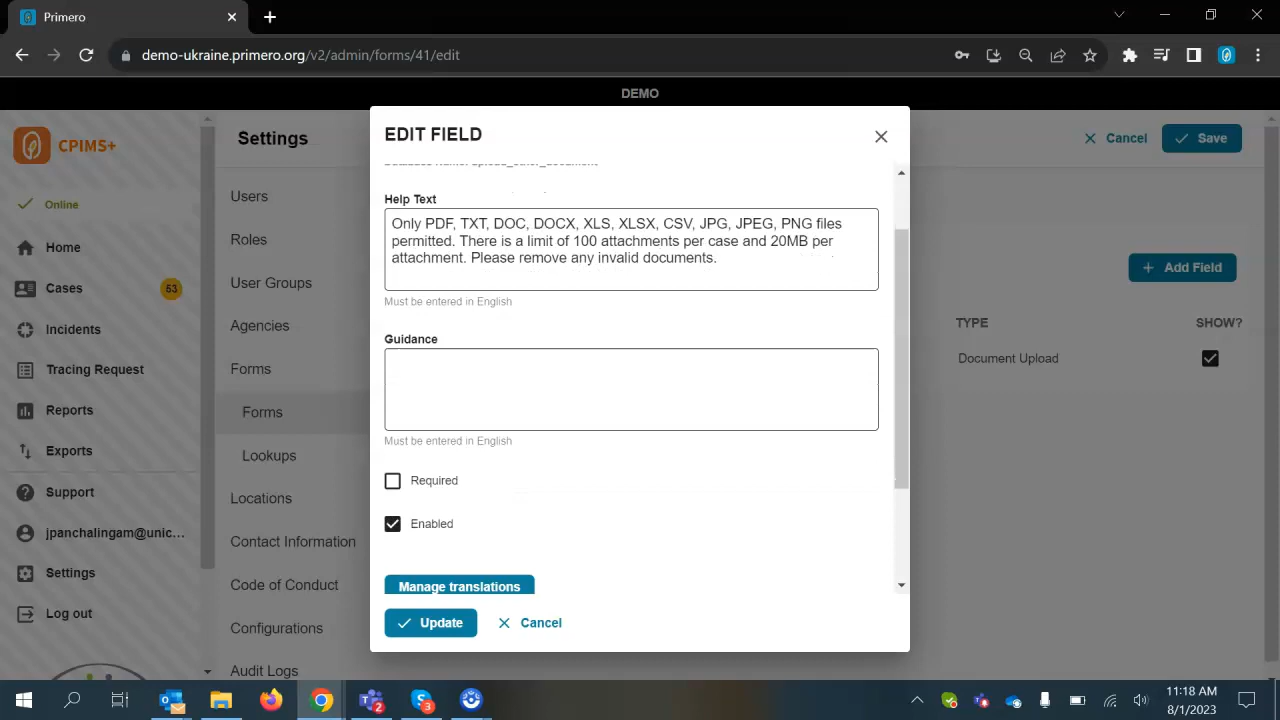 Primero
demo-ukraine.primero.org/v2/admin/forms/41/edit
DEMO
CPIMS+
Online
Home
Cases
63
Incidents
Tracing Request
Reports
Exports
Support
jpanchalingam@unic...
Settings
Log out
Settings
Users
Roles
User Groups
Agencies
Forms
Forms
Lookups
Locations
Contact Information
Code of Conduct
Configurations
Audit Logs
Cancel
Save
Add Field
TYPE
SHOW?
Document Upload
EDIT FIELD
Help Text
Only PDF, TXT, DOC, DOCX, XLS, XLSX, CSV, JPG, JPEG, PNG files
permitted. There is a limit of 100 attachments per case and 20MB per
attachment. Please remove any invalid documents.
Must be entered in English
Guidance
Must be entered in English
Required
Enabled
Manage translations
Update
Cancel
2
3
11:18 AM
8/1/2023